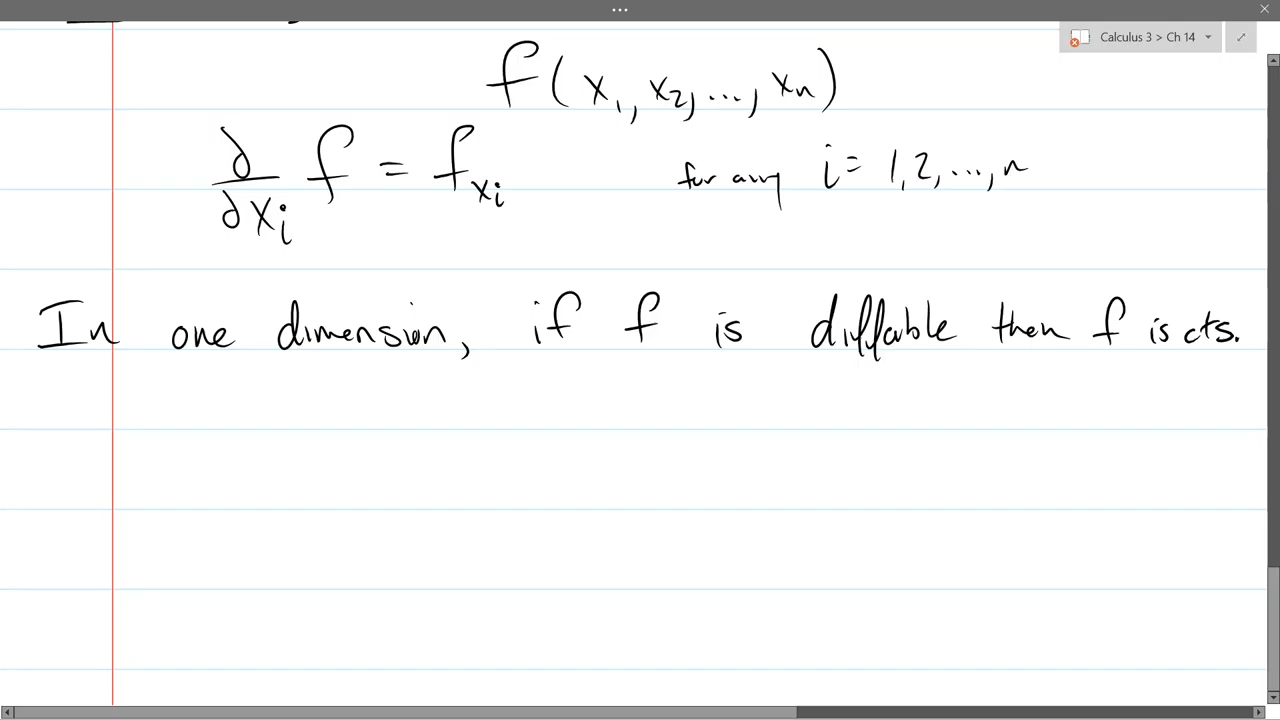 Calculus 3 > Ch 14
f(x₁, x₂, ..., xₙ)
∂/∂xᵢ f = f_xᵢ for any i = 1, 2, ..., n
In one dimension, if f is diffable then f is cts.